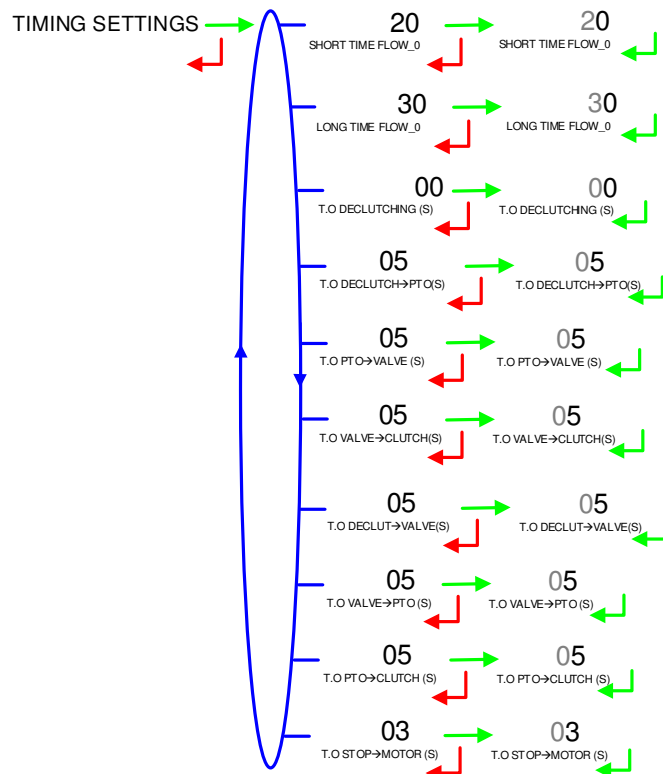 TIMING SETTINGS
20 20
SHORT TIME FLOW_0 SHORT TIME FLOW_0
30 30
LONG TIME FLOW_0 LONG TIME FLOW_0
00 00
T.O DECLUTCHING (S) T.O DECLUTCHING (S)
05 05
T.O DECLUTCH→PTO(S) T.O DECLUTCH→PTO(S)
05 05
T.O PTO→VALVE (S) T.O PTO→VALVE (S)
05 05
T.O VALVE→CLUTCH(S) T.O VALVE→CLUTCH(S)
05 05
T.O DECLUT→VALVE(S) T.O DECLUT→VALVE(S)
05 05
T.O VALVE→PTO (S) T.O VALVE→PTO (S)
05 05
T.O PTO→CLUTCH (S) T.O PTO→CLUTCH (S)
03 03
T.O STOP→MOTOR (S) T.O STOP→MOTOR (S)